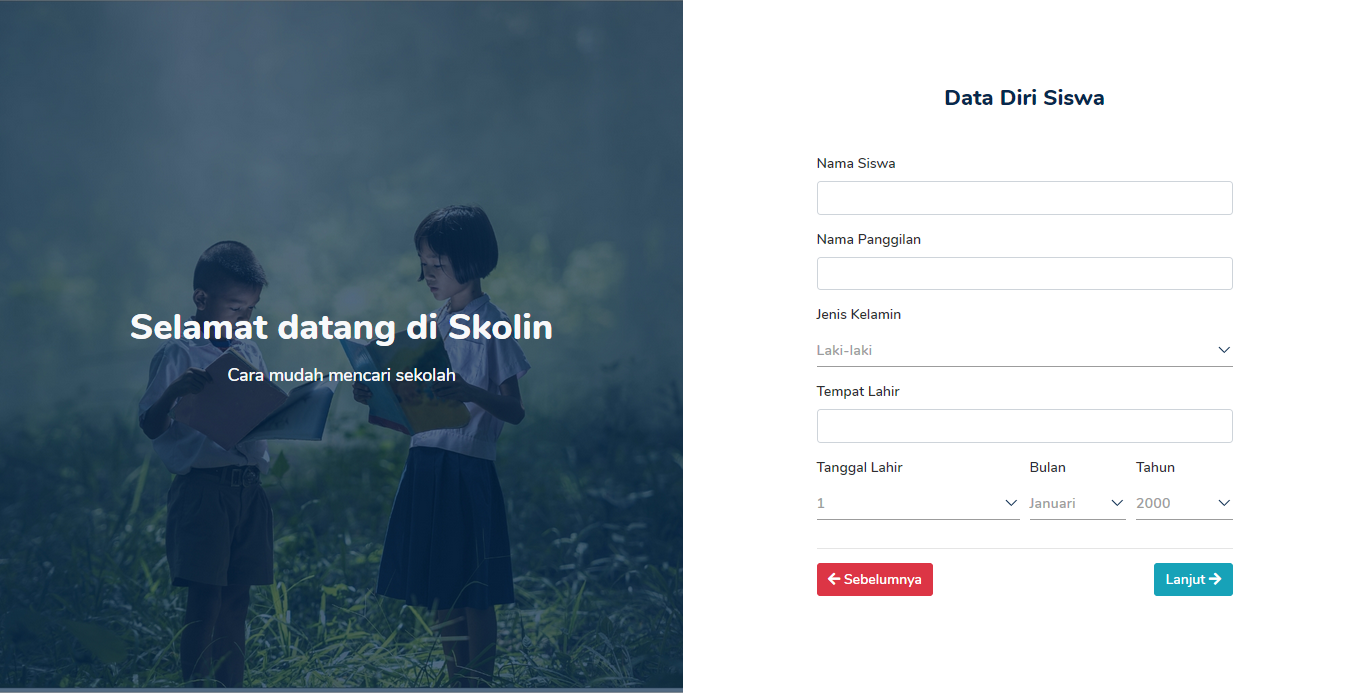 Selamat datang di Skolin
Cara mudah mencari sekolah
Data Diri Siswa
Nama Siswa
Nama Panggilan
Jenis Kelamin
Laki-laki
Tempat Lahir
Tanggal Lahir Bulan Tahun
1 Januari 2000
Sebelumnya Lanjut